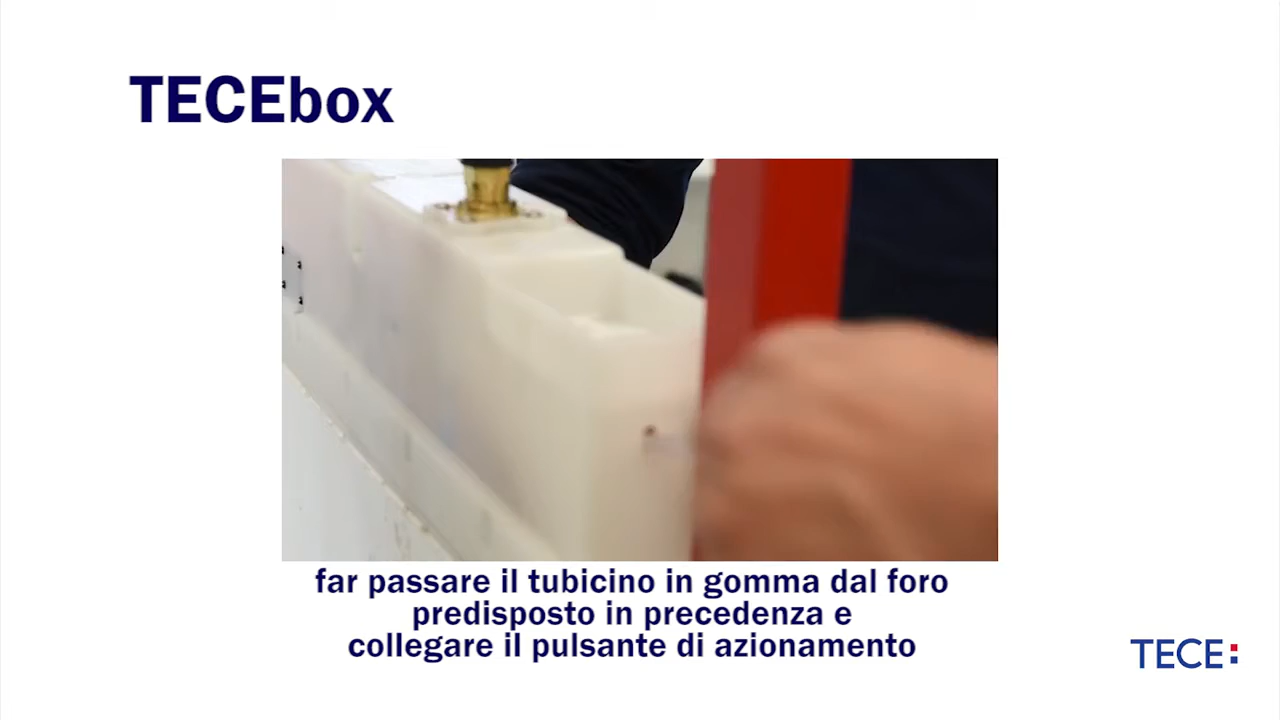 TECEbox
far passare il tubicino in gomma dal foro
predisposto in precedenza e
collegare il pulsante di azionamento
TECE: